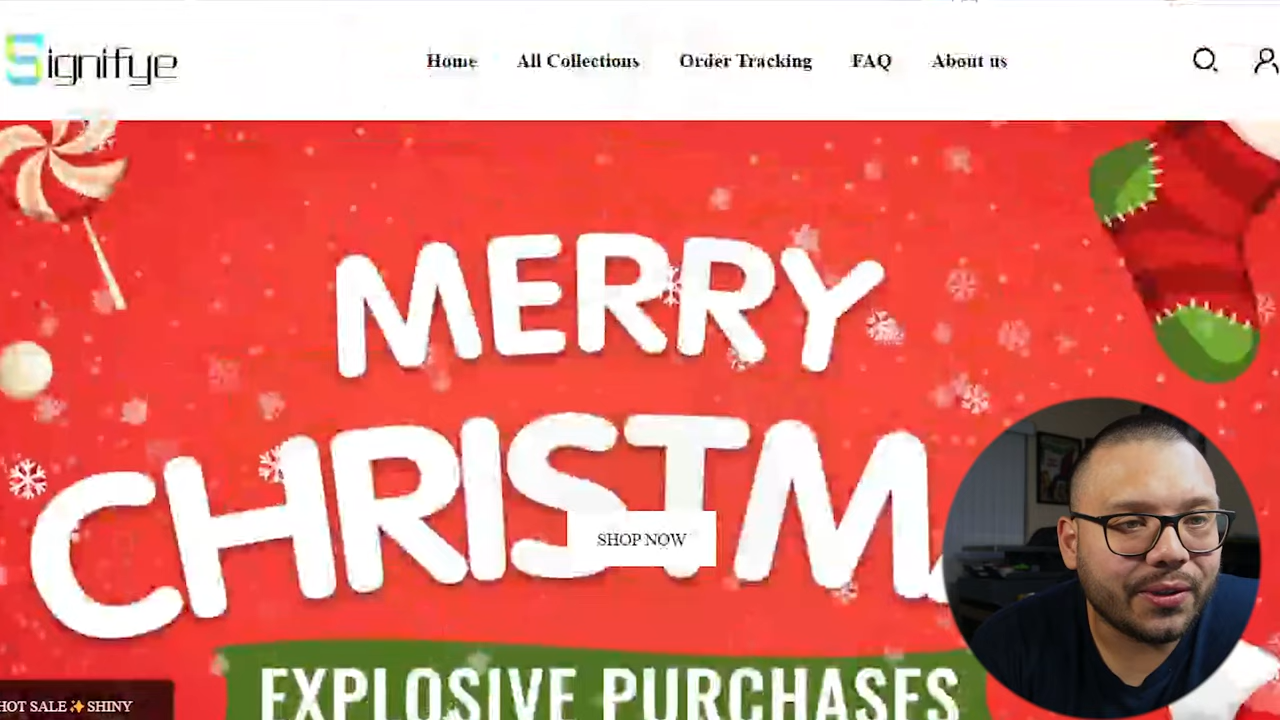 Signifye
Home All Collections Order Tracking FAQ About us
MERRY
CHRISTM
SHOP NOW
EXPLOSIVE PURCHASES
HOT SALE✨SHINY